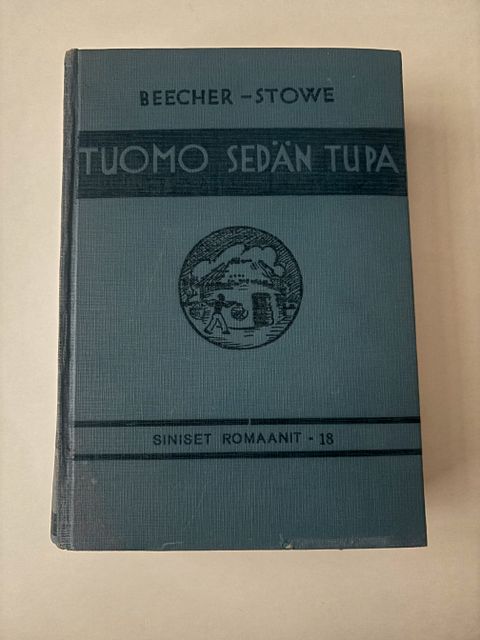 BEECHER – STOWE
TUOMO SEDÄN TUPA
SINISET ROMAANIT - 18